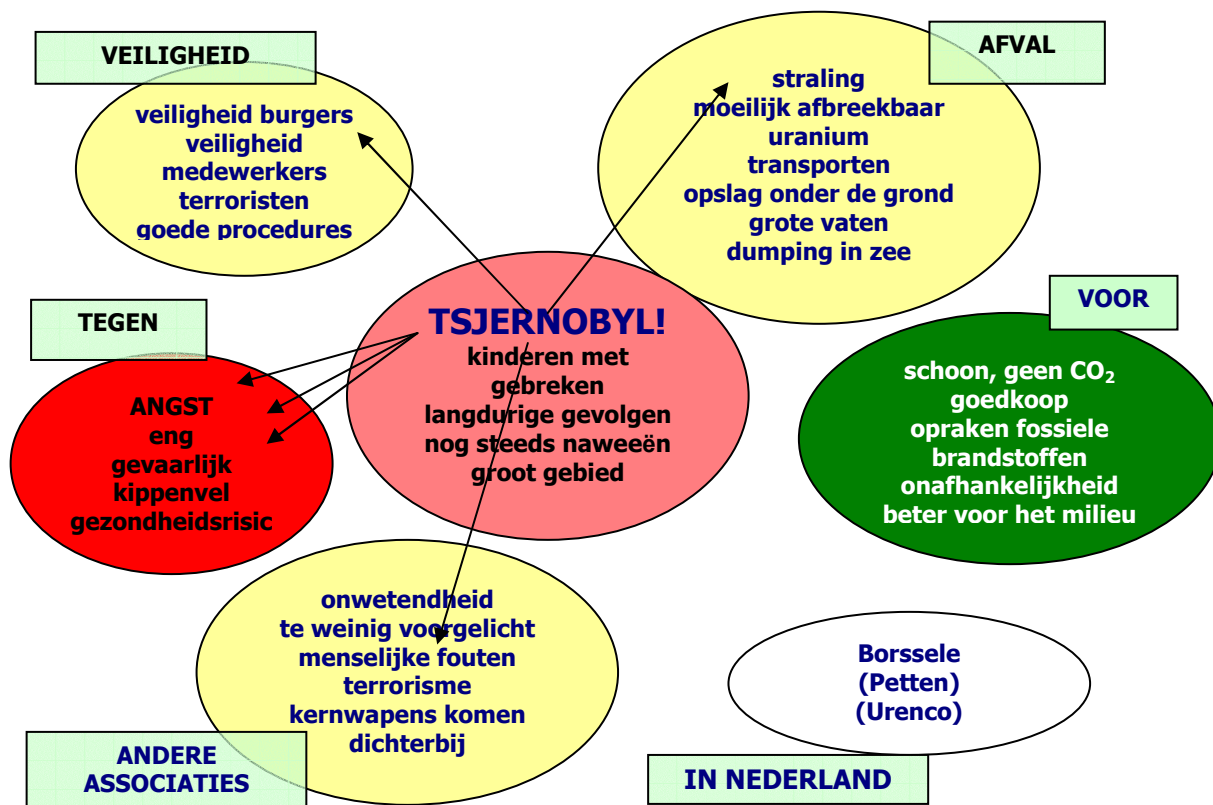 VEILIGHEID
veiligheid burgers
veiligheid
medewerkers
terroristen
goede procedures
AFVAL
straling
moeilijk afbreekbaar
uranium
transporten
opslag onder de grond
grote vaten
dumping in zee
TSJERNOBYL!
kinderen met
gebreken
langdurige gevolgen
nog steeds naweeën
groot gebied
TEGEN
ANGST
eng
gevaarlijk
kippenvel
gezondheidsrisic
VOOR
schoon, geen CO₂
goedkoop
opraken fossiele
brandstoffen
onafhankelijkheid
beter voor het milieu
onwetendheid
te weinig voorgelicht
menselijke fouten
terrorisme
kernwapens komen
dichterbij
ANDERE
ASSOCIATIES
Borssele
(Petten)
(Urenco)
IN NEDERLAND